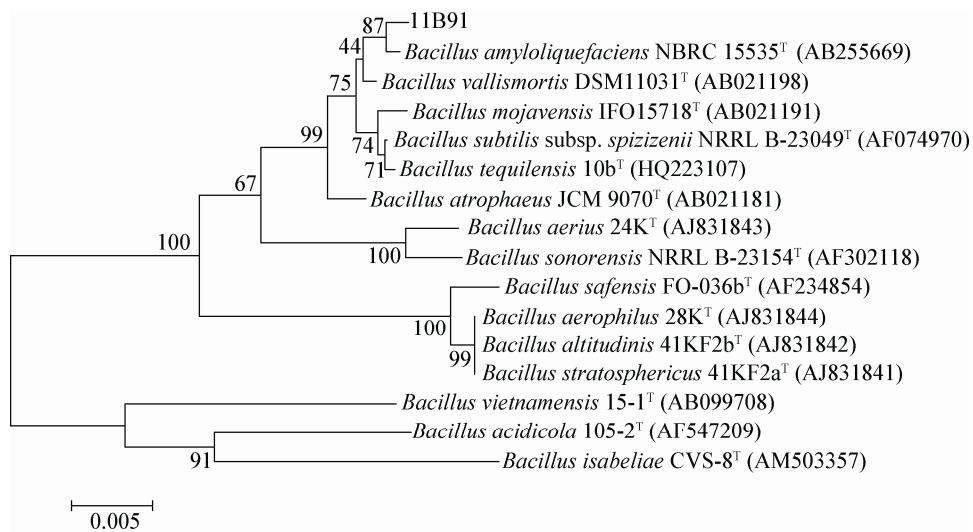 87
11B91
44
Bacillus amyloliquefaciens NBRC 15535ᵀ (AB255669)
75
Bacillus vallismortis DSM11031ᵀ (AB021198)
Bacillus mojavensis IFO15718ᵀ (AB021191)
99
Bacillus subtilis subsp. spizizenii NRRL B-23049ᵀ (AF074970)
74
71
Bacillus tequilensis 10bᵀ (HQ223107)
67
Bacillus atrophaeus JCM 9070ᵀ (AB021181)
Bacillus aerius 24Kᵀ (AJ831843)
100
100
Bacillus sonorensis NRRL B-23154ᵀ (AF302118)
Bacillus safensis FO-036bᵀ (AF234854)
100
Bacillus aerophilus 28Kᵀ (AJ831844)
Bacillus altitudinis 41KF2bᵀ (AJ831842)
99
Bacillus stratosphericus 41KF2aᵀ (AJ831841)
Bacillus vietnamensis 15-1ᵀ (AB099708)
Bacillus acidicola 105-2ᵀ (AF547209)
91
Bacillus isabeliae CVS-8ᵀ (AM503357)
0.005